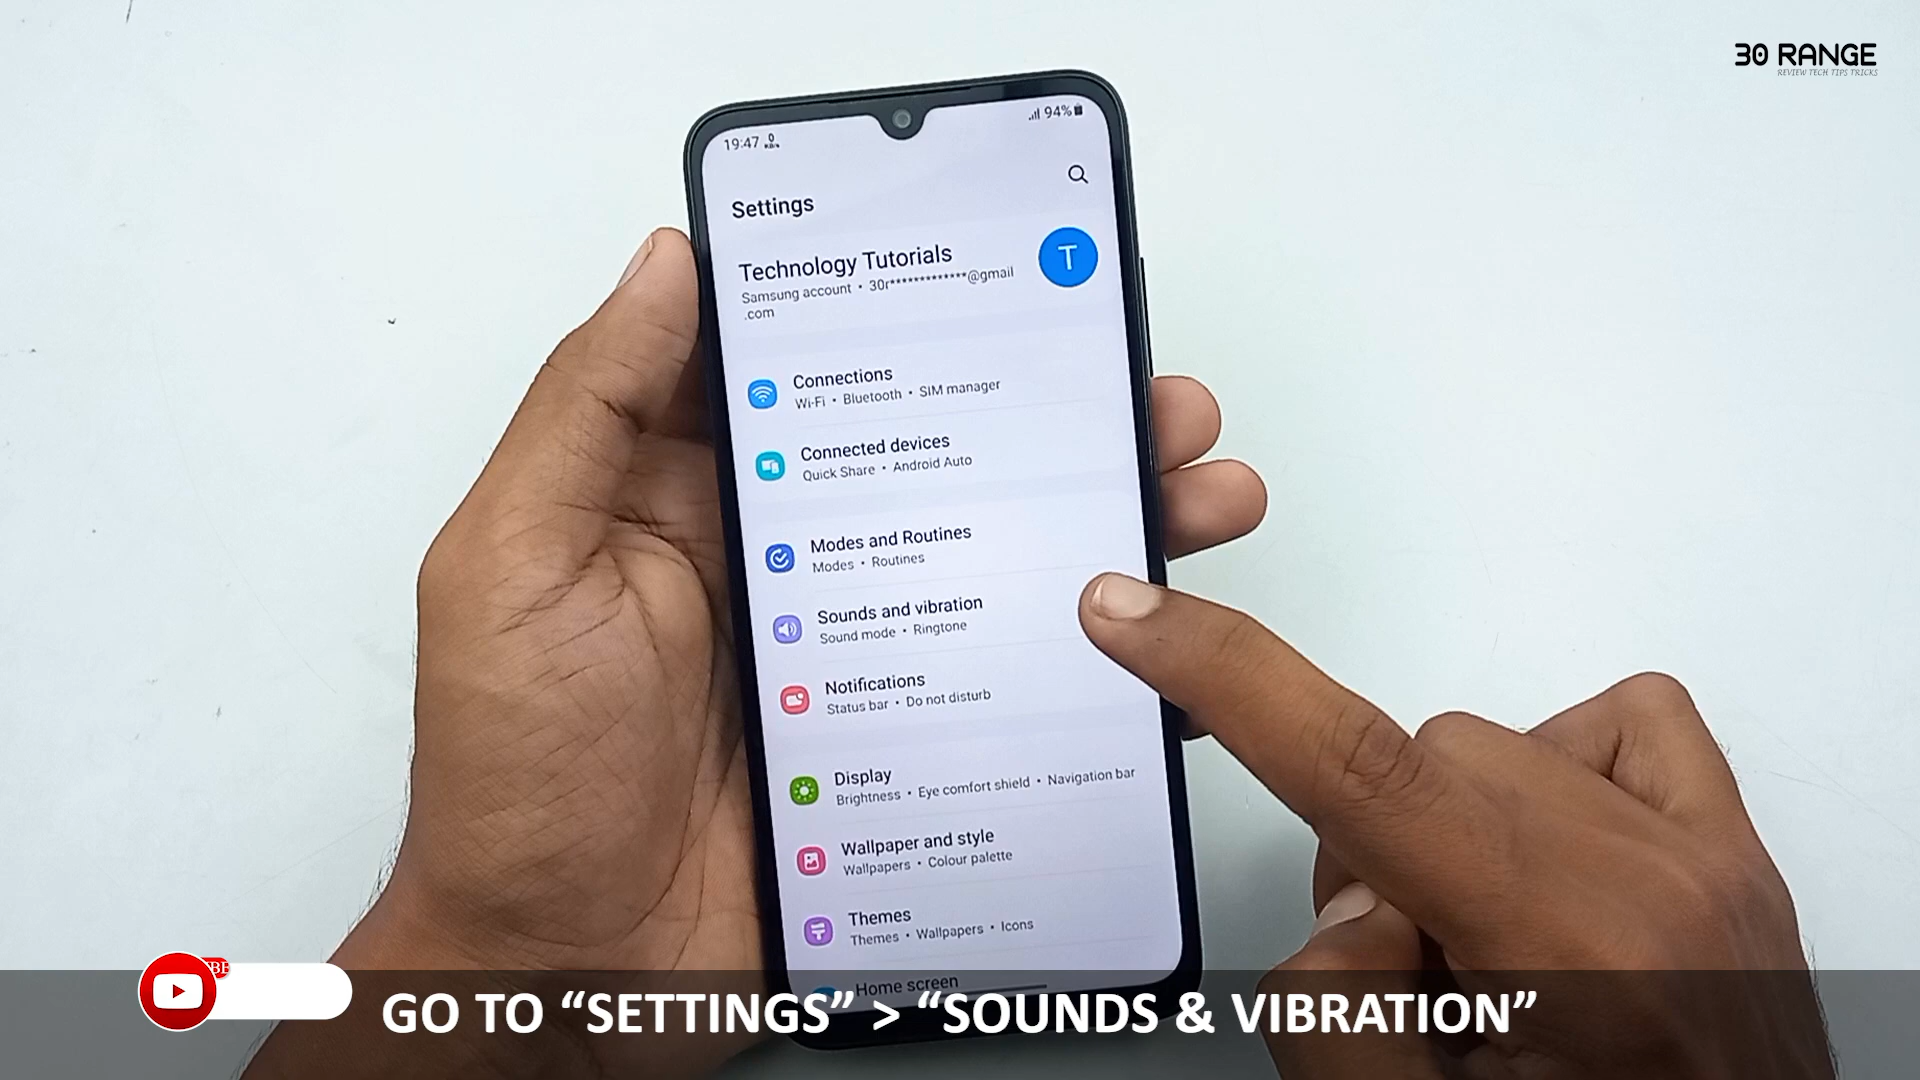 30 RANGE
REVIEW TECH TIPS TRICKS
19:47 0 KB/s
94%
Settings
Technology Tutorials
T
Samsung account • 30r*************@gmail
.com
Connections
Wi-Fi • Bluetooth • SIM manager
Connected devices
Quick Share • Android Auto
Modes and Routines
Modes • Routines
Sounds and vibration
Sound mode • Ringtone
Notifications
Status bar • Do not disturb
Display
Brightness • Eye comfort shield • Navigation bar
Wallpaper and style
Wallpapers • Colour palette
Themes
Themes • Wallpapers • Icons
Home screen
GO TO “SETTINGS” > “SOUNDS & VIBRATION”